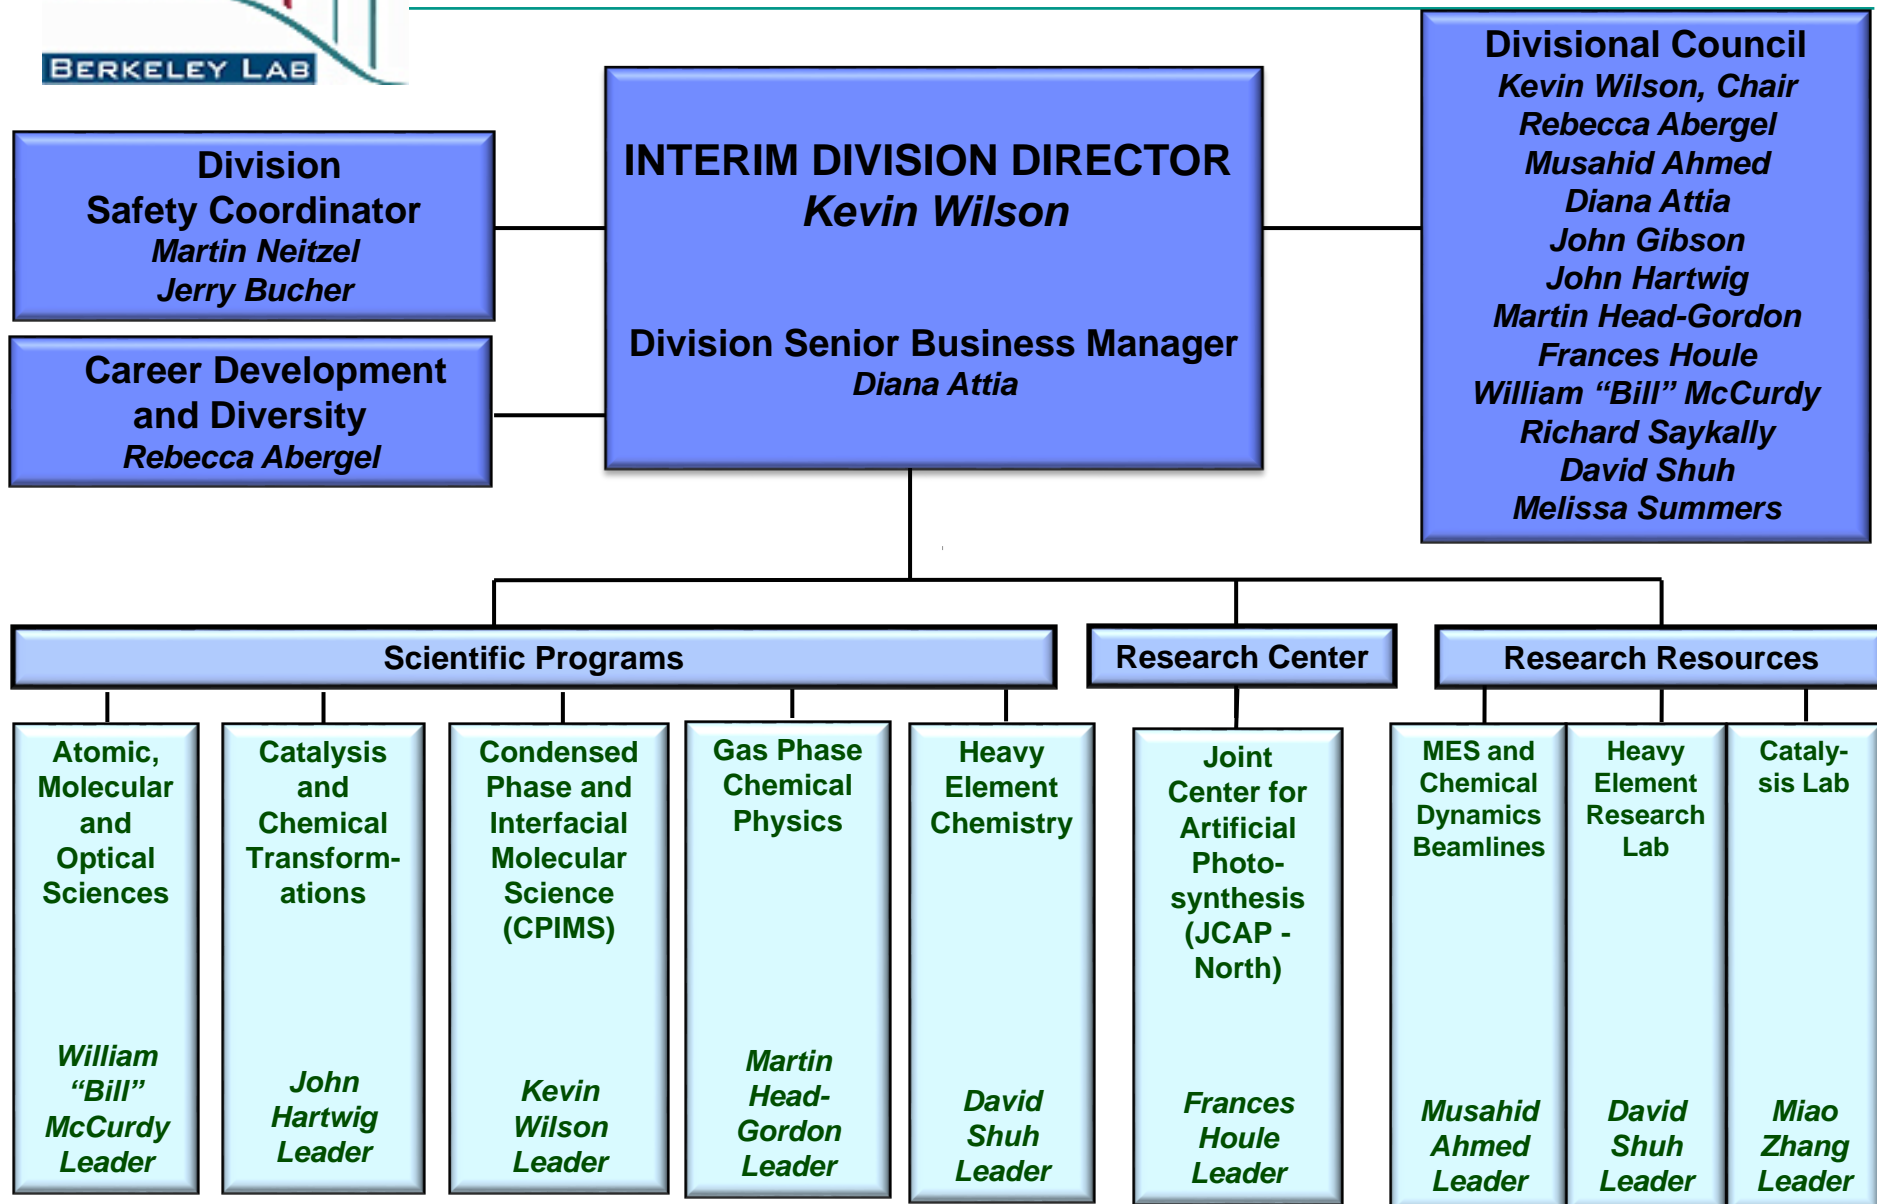 BERKELEY LAB
Division
Safety Coordinator
Martin Neitzel
Jerry Bucher
Career Development
and Diversity
Rebecca Abergel
INTERIM DIVISION DIRECTOR
Kevin Wilson
Division Senior Business Manager
Diana Attia
Divisional Council
Kevin Wilson, Chair
Rebecca Abergel
Musahid Ahmed
Diana Attia
John Gibson
John Hartwig
Martin Head-Gordon
Frances Houle
William “Bill” McCurdy
Richard Saykally
David Shuh
Melissa Summers
Scientific Programs
Atomic,
Molecular
and
Optical
Sciences
William
“Bill”
McCurdy
Leader
Catalysis
and
Chemical
Transform-
ations
John
Hartwig
Leader
Condensed
Phase and
Interfacial
Molecular
Science
(CPIMS)
Kevin
Wilson
Leader
Gas Phase
Chemical
Physics
Martin
Head-
Gordon
Leader
Heavy
Element
Chemistry
David
Shuh
Leader
Research Center
Joint
Center for
Artificial
Photo-
synthesis
(JCAP -
North)
Frances
Houle
Leader
Research Resources
MES and
Chemical
Dynamics
Beamlines
Musahid
Ahmed
Leader
Heavy
Element
Research
Lab
David
Shuh
Leader
Cataly-
sis Lab
Miao
Zhang
Leader